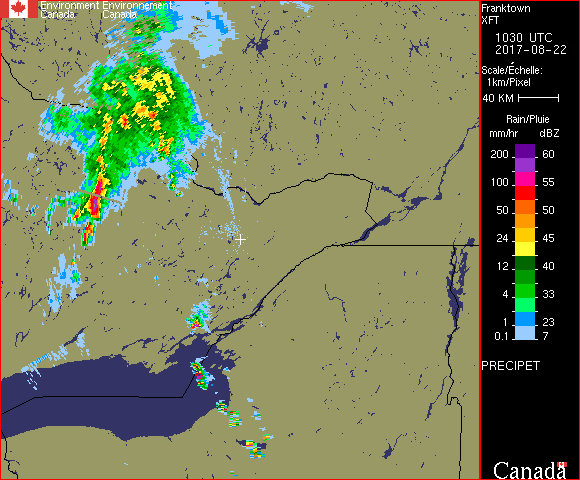 Environment Environnement
Canada Canada
Franktown
XFT
1030 UTC
2017-08-22
Scale/Échelle:
1km/Pixel
40 KM
Rain/Pluie
mm/hr dBZ
200 60
100 55
50 50
24 45
12 40
4 33
1 23
0.1 7
PRECIPET
Canada